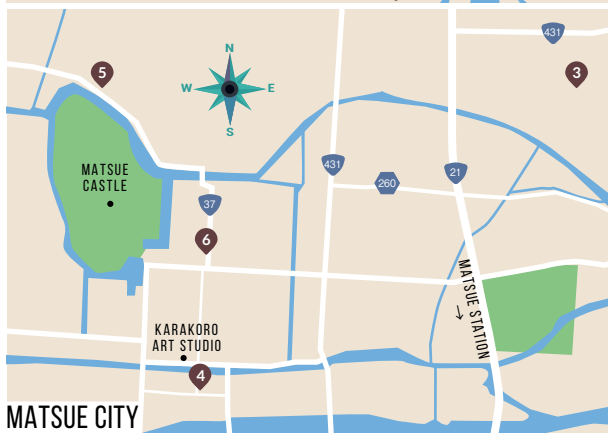 431
3
5
N
W E
S
MATSUE
CASTLE
431
260
21
37
6
MATSUE STATION
→
KARAKORO
ART STUDIO
4
MATSUE CITY